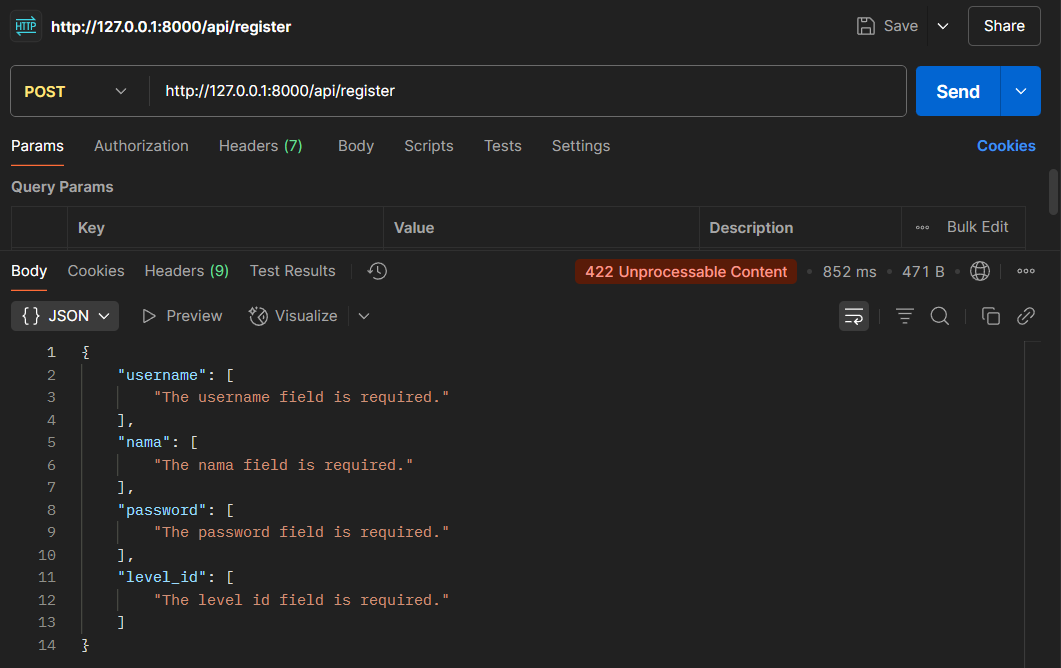 HTTP http://127.0.0.1:8000/api/register Save Share
POST http://127.0.0.1:8000/api/register Send
Params Authorization Headers (7) Body Scripts Tests Settings Cookies
Query Params
Key Value Description Bulk Edit
Body Cookies Headers (9) Test Results 422 Unprocessable Content 852 ms 471 B
{} JSON Preview Visualize
1 {
2 "username": [
3 "The username field is required."
4 ],
5 "nama": [
6 "The nama field is required."
7 ],
8 "password": [
9 "The password field is required."
10 ],
11 "level_id": [
12 "The level id field is required."
13 ]
14 }